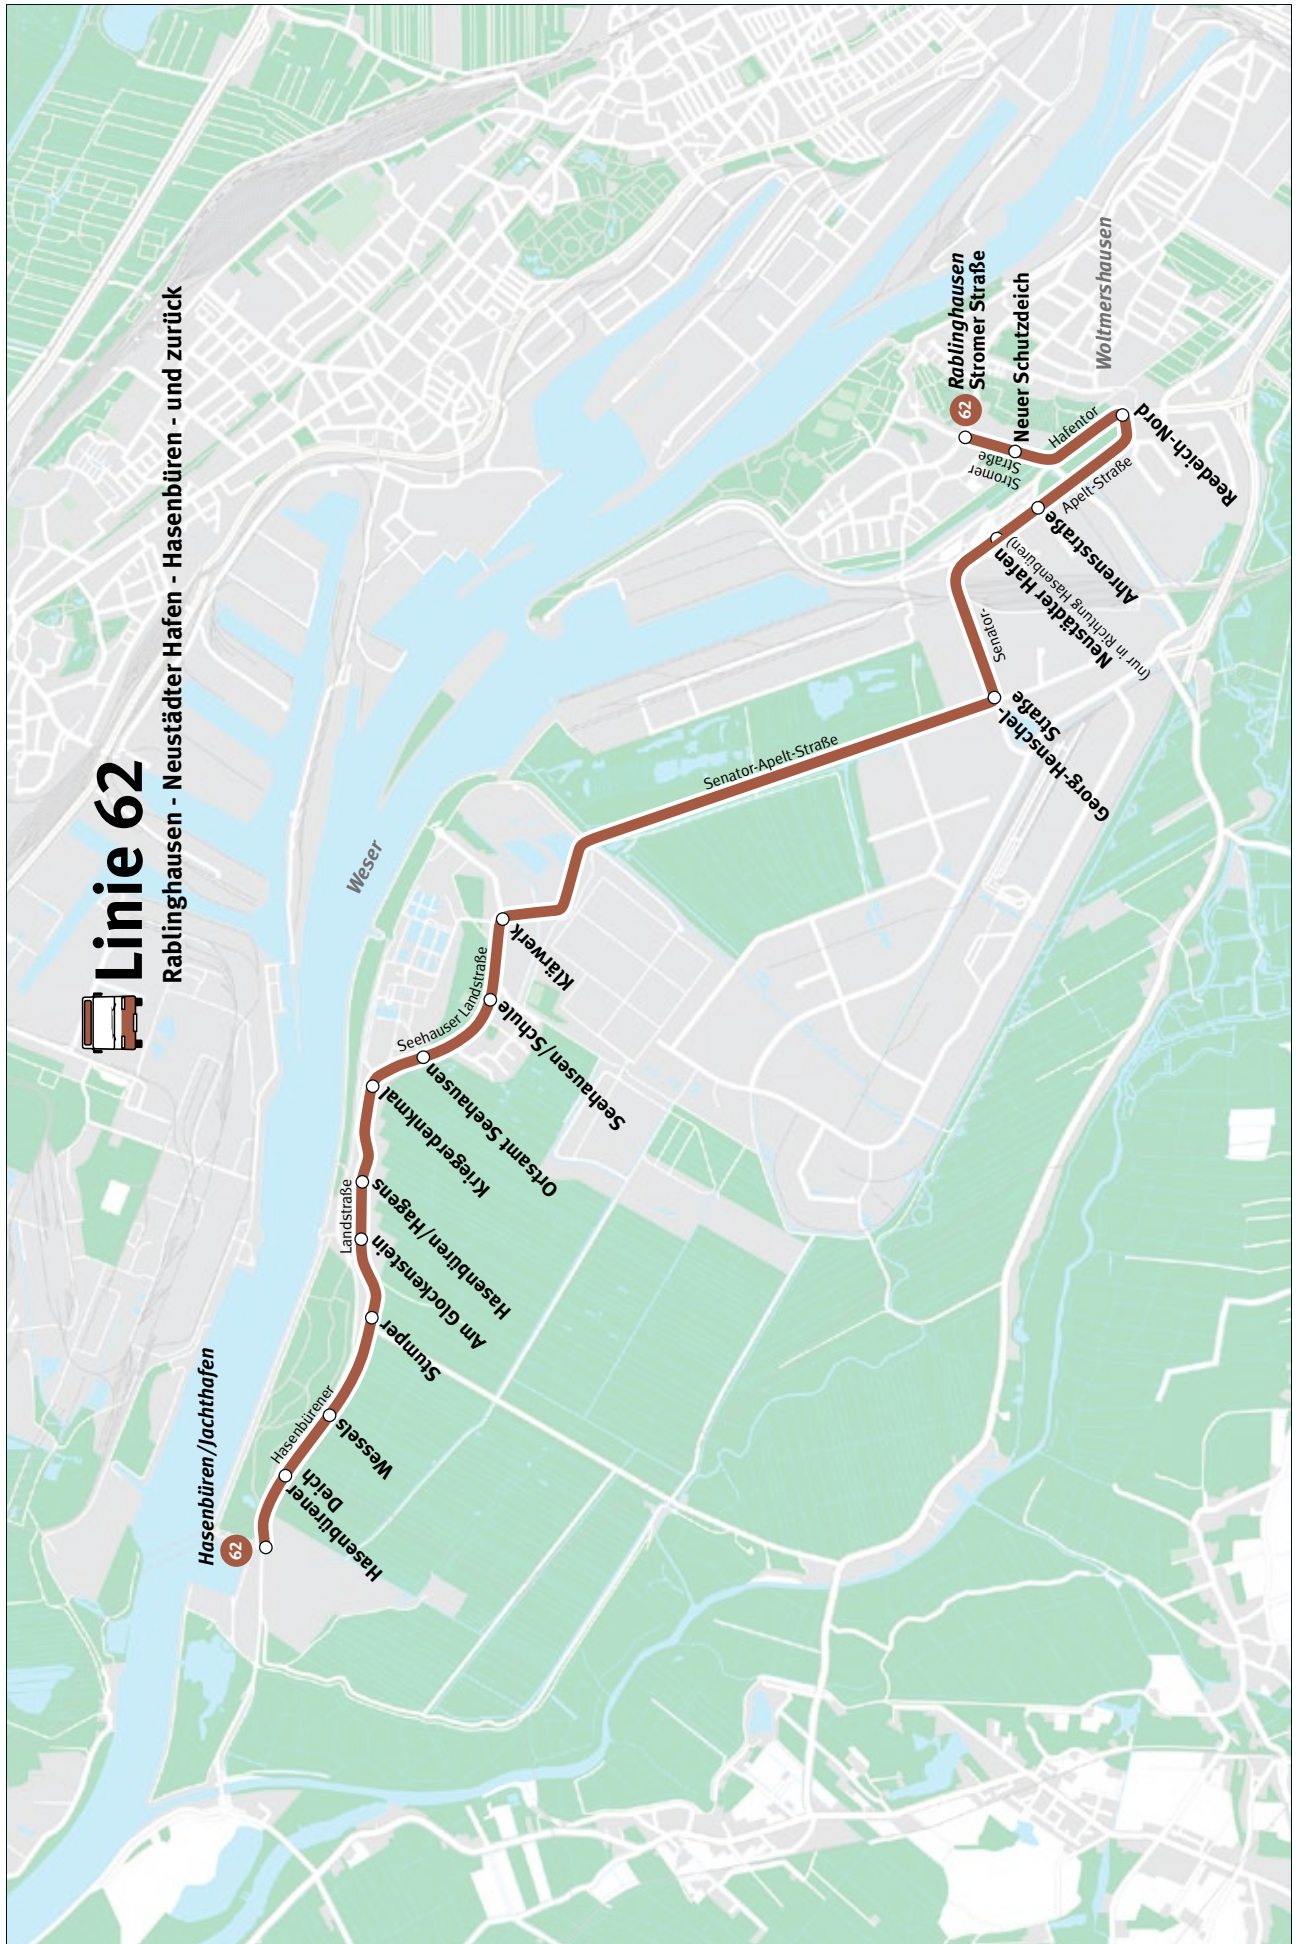 Linie 62
Rablinghausen - Neustädter Hafen - Hasenbüren - und zurück
Hasenbüren/Jachthafen
62
Hasenbürener
Deich
Hasenbürener
Wessels
Stumper
Am Glockenstein
Landstraße
Hasenbüren/Hagens
Kriegerdenkmal
Ortsamt Seehausen
Seehauser Landstraße
Seehausen/Schule
Klärwerk
Weser
Senator-Apelt-Straße
Georg-Henschel-
Straße
Senator-
Neustädter Hafen
(nur in Richtung Hasenbüren)
Ahrensstraße
Apelt-Straße
Reedeich-Nord
Hafentor
Stromer
Straße
Neuer Schutzdeich
62
Rablinghausen
Stromer Straße
Woltmershausen